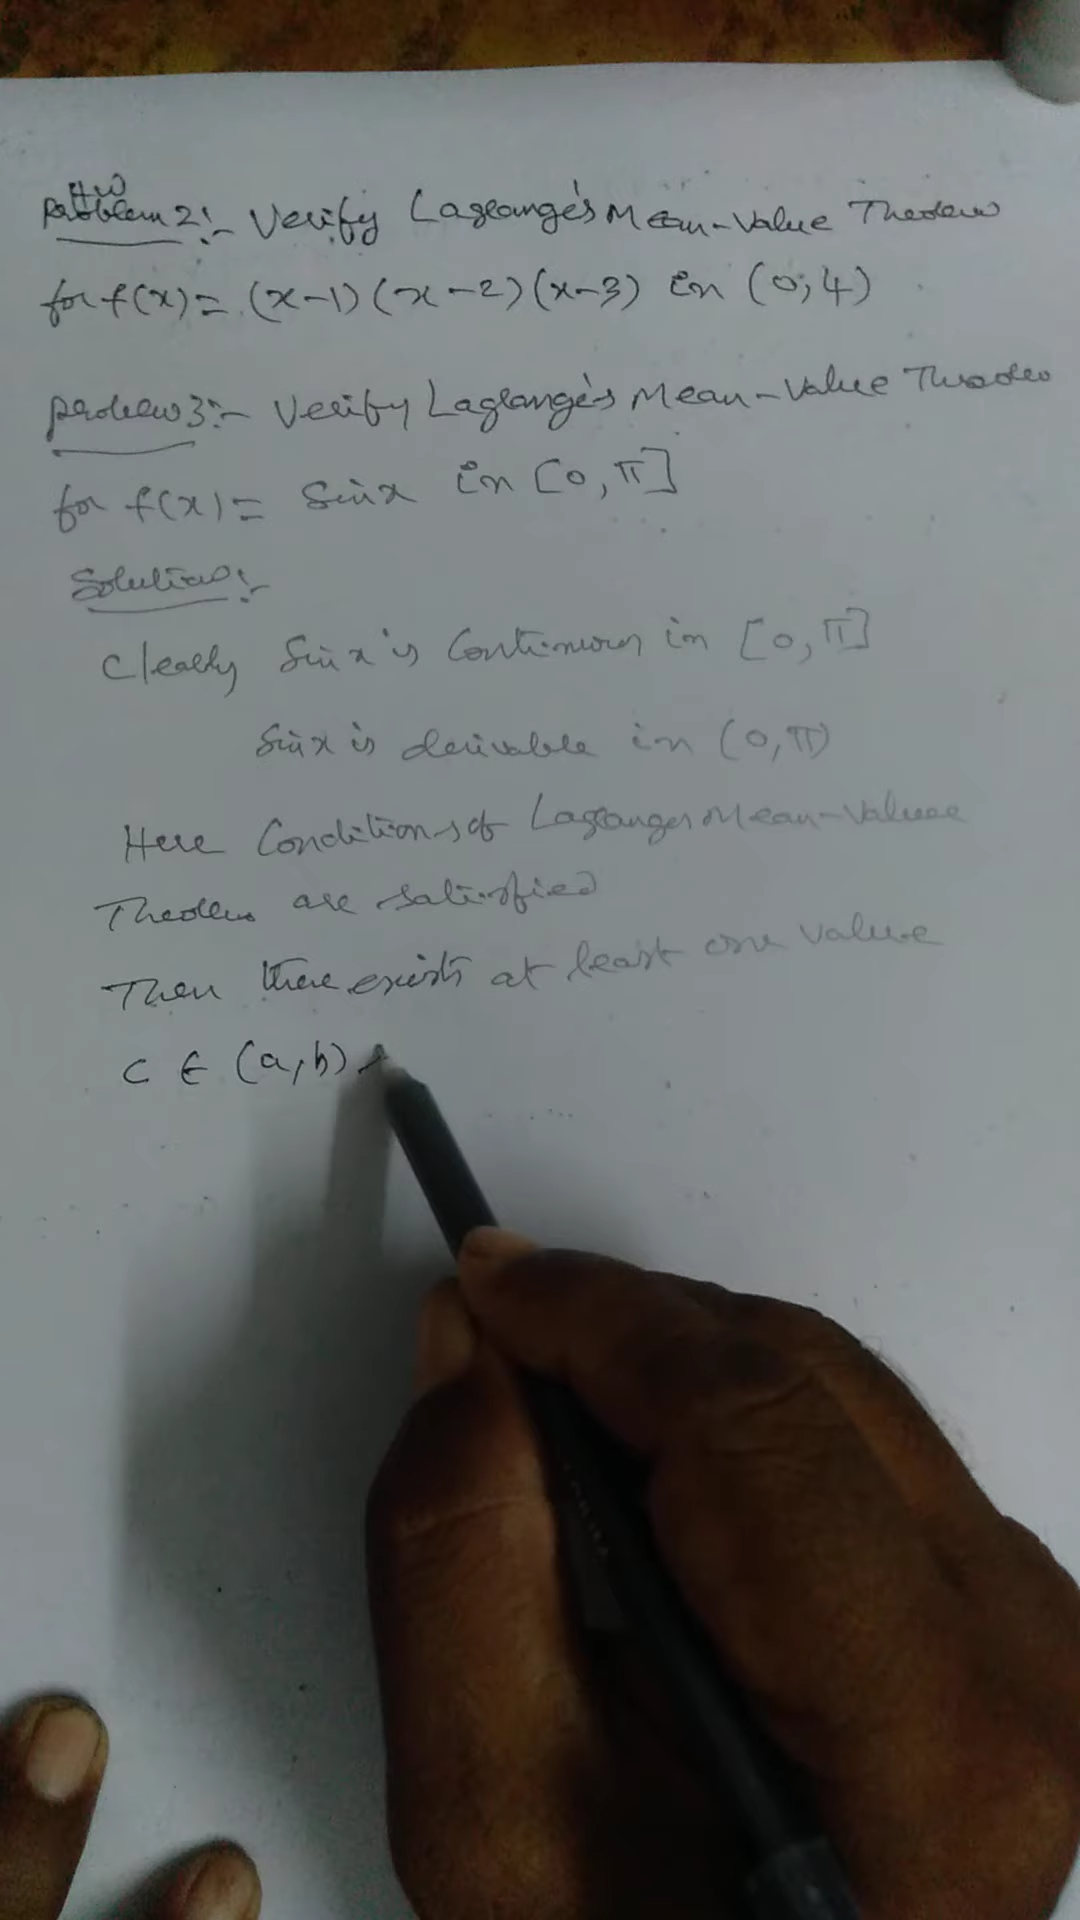 HW
Problem 2:- Verify Lagrange's Mean-Value Theorem
for f(x) = (x-1)(x-2)(x-3) in (0,4)
Problem 3:- Verify Lagrange's Mean-Value Theorem
for f(x) = Sinx in [0,π]
Solution:-
Clearly Sinx is Continuous in [0,π]
Sinx is derivable in (0,π)
Here Conditions of Lagranges Mean-Value
Theorem are satisfied
Then there exists at least one value
C ∈ (a,b)